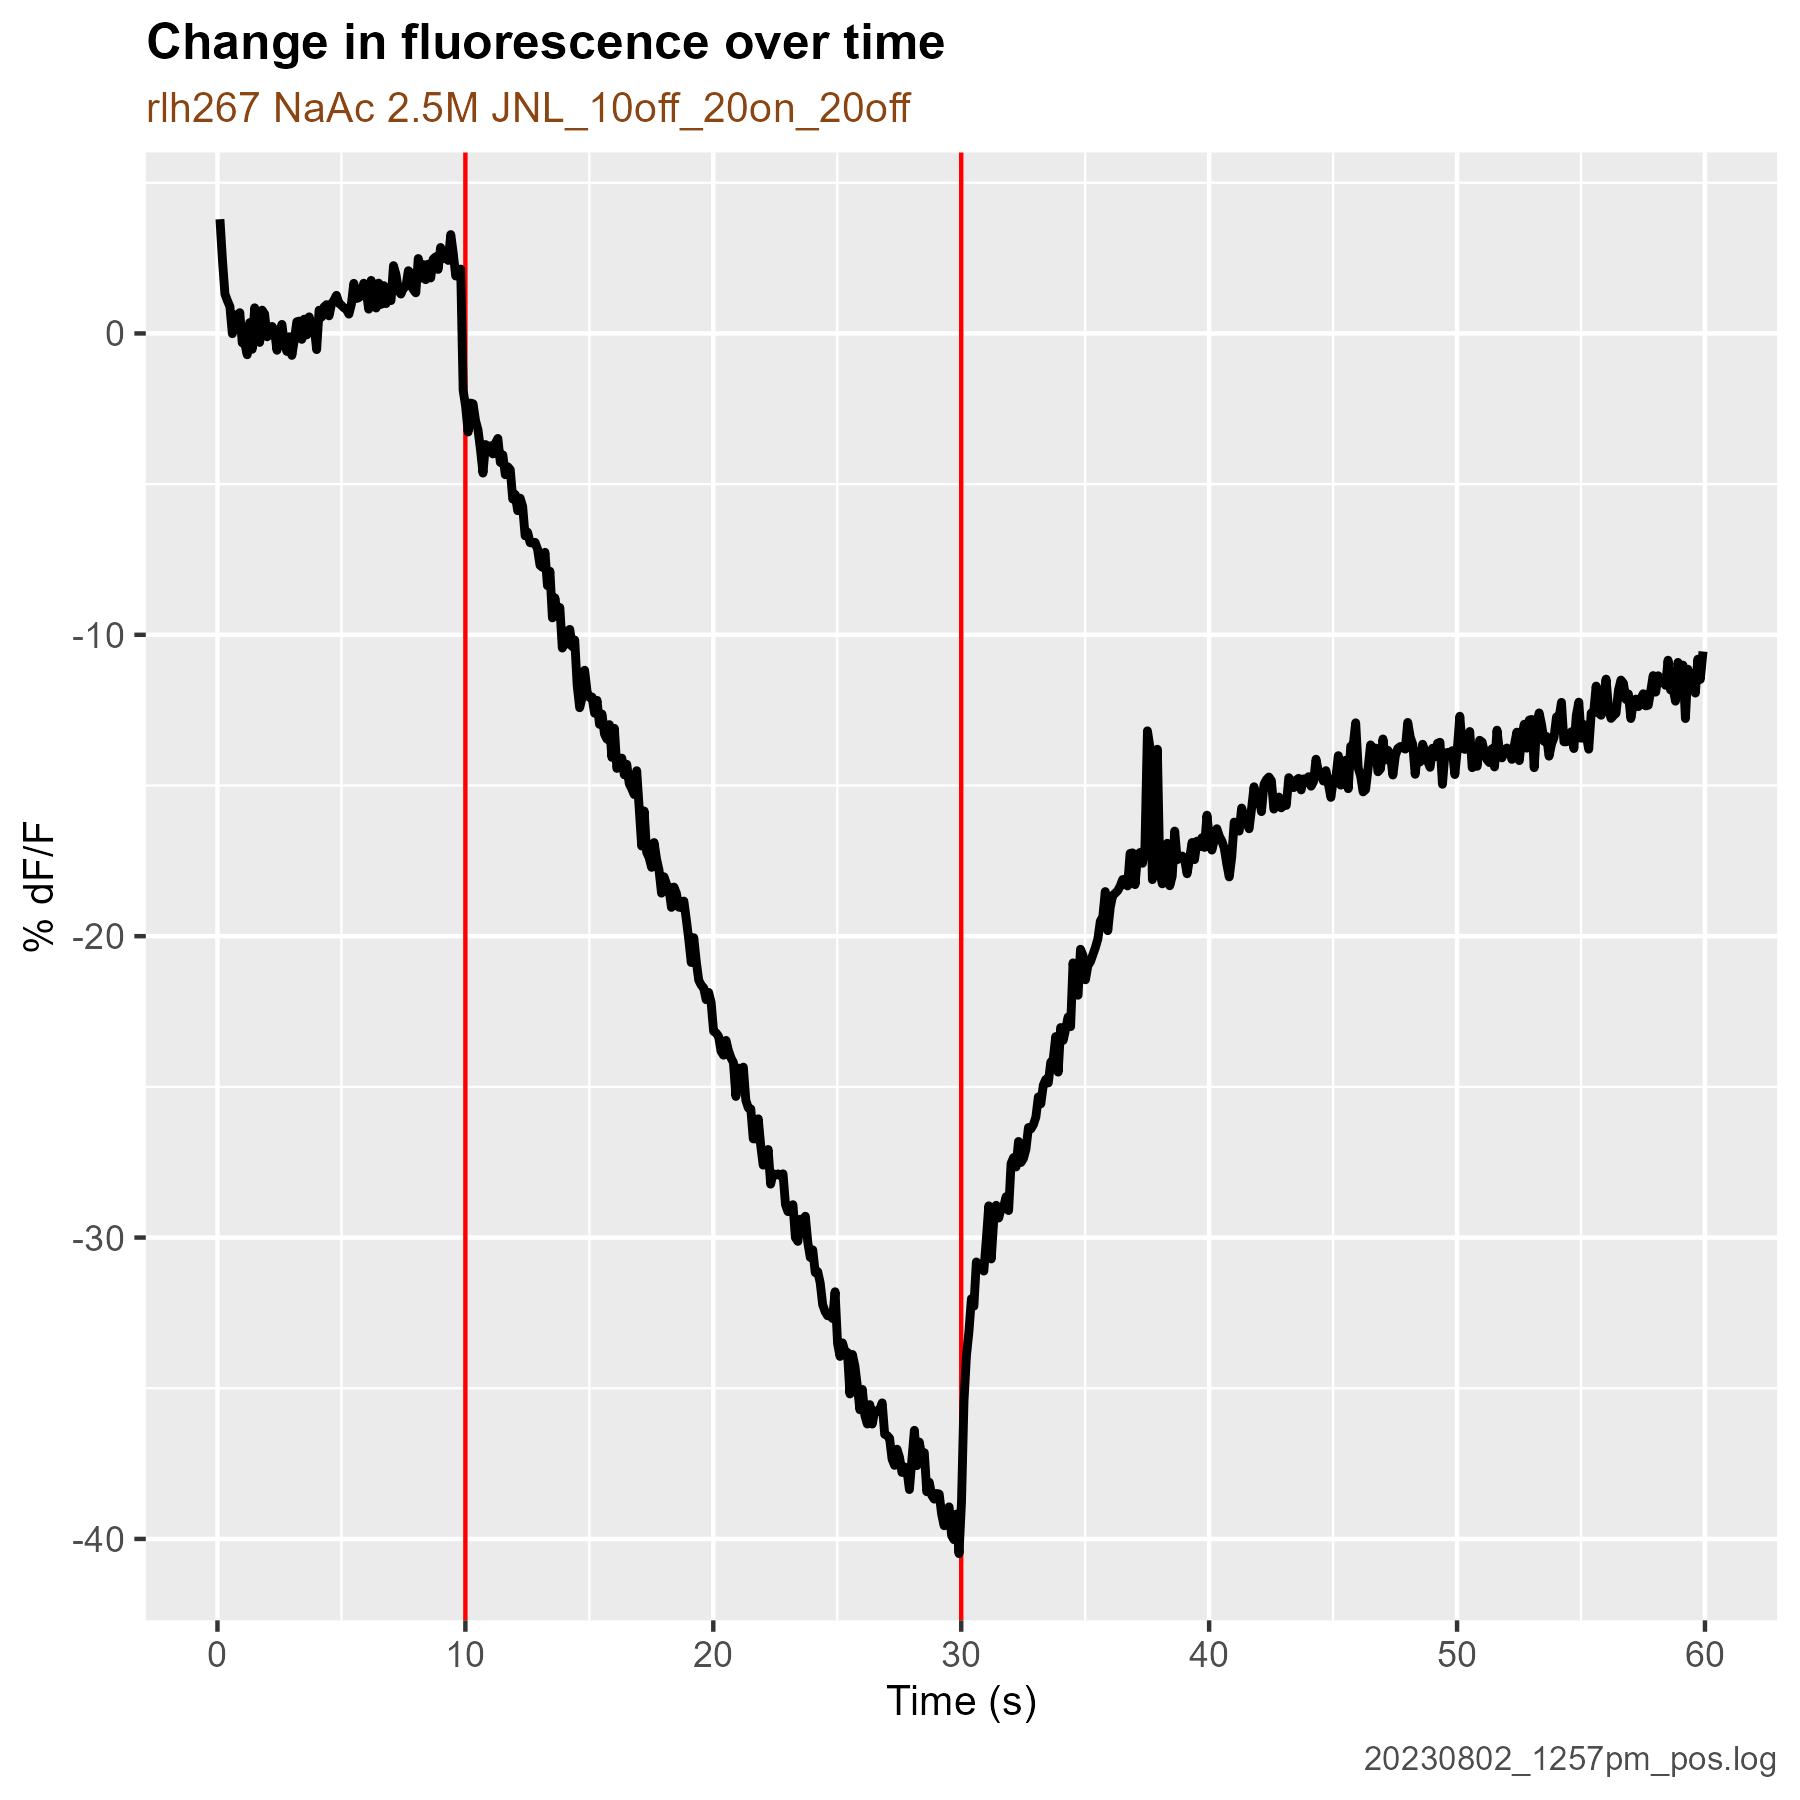 Change in fluorescence over time
rlh267 NaAc 2.5M JNL_10off_20on_20off
% dF/F
0
-10
-20
-30
-40
0 10 20 30 40 50 60
Time (s)
20230802_1257pm_pos.log